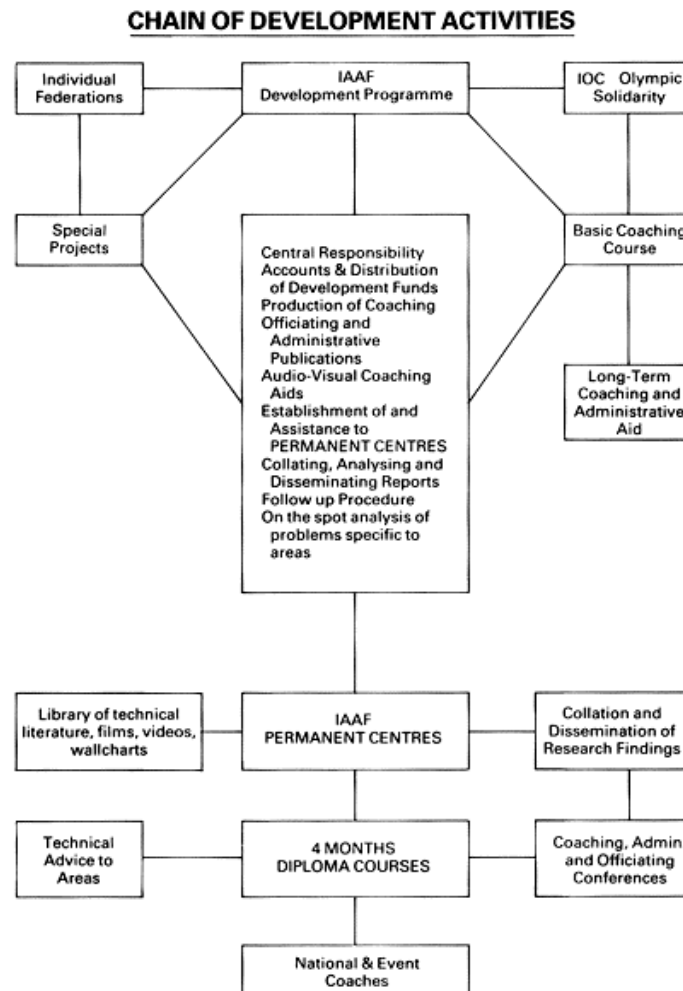 CHAIN OF DEVELOPMENT ACTIVITIES
Individual
Federations
IAAF
Development Programme
IOC Olympic
Solidarity
Special
Projects
Central Responsibility
Accounts & Distribution
of Development Funds
Production of Coaching
Officiating and
Administrative
Publications
Audio-Visual Coaching
Aids
Establishment of and
Assistance to
PERMANENT CENTRES
Collating, Analysing and
Disseminating Reports
Follow up Procedure
On the spot analysis of
problems specific to
areas
Basic Coaching
Course
Long-Term
Coaching and
Administrative
Aid
Library of technical
literature, films, videos,
wallcharts
IAAF
PERMANENT CENTRES
Collation and
Dissemination of
Research Findings
Technical
Advice to
Areas
4 MONTHS
DIPLOMA COURSES
Coaching, Admin
and Officiating
Conferences
National & Event
Coaches